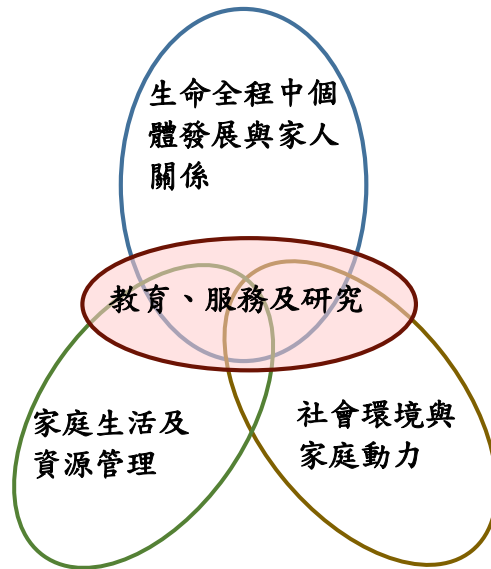 生命全程中個
體發展與家人
關係
教育、服務及研究
家庭生活及
資源管理
社會環境與
家庭動力